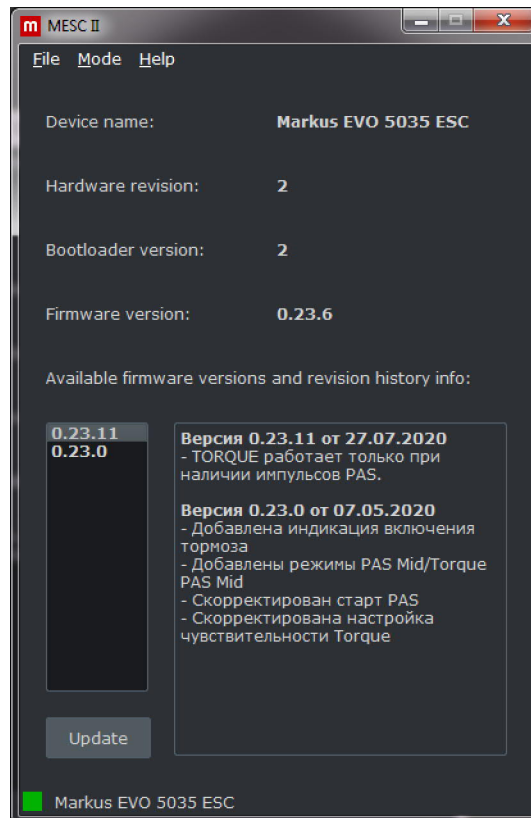 m MESC II
File Mode Help
Device name: Markus EVO 5035 ESC
Hardware revision: 2
Bootloader version: 2
Firmware version: 0.23.6
Available firmware versions and revision history info:
0.23.11
0.23.0
Версия 0.23.11 от 27.07.2020
- TORQUE работает только при
наличии импульсов PAS.
Версия 0.23.0 от 07.05.2020
- Добавлена индикация включения
тормоза
- Добавлены режимы PAS Mid/Torque
PAS Mid
- Скорректирован старт PAS
- Скорректирована настройка
чувствительности Torque
Update
Markus EVO 5035 ESC